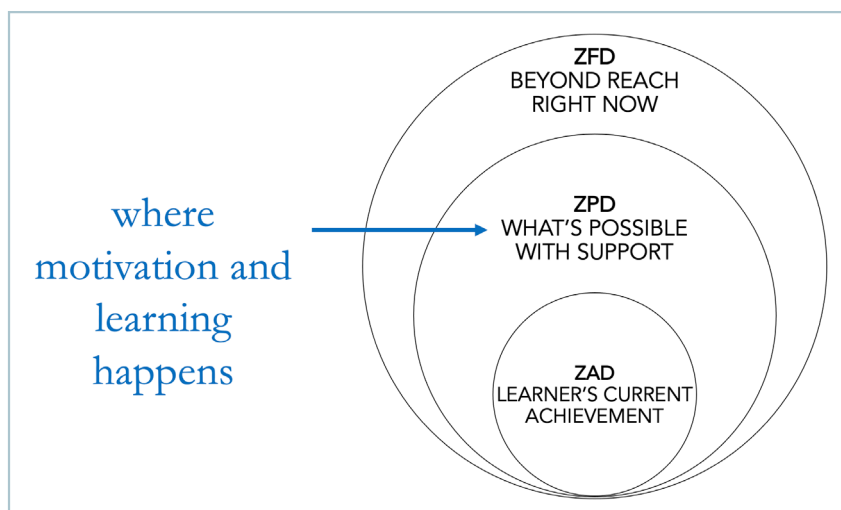 ZFD
BEYOND REACH
RIGHT NOW
where
motivation and
learning
happens
ZPD
WHAT'S POSSIBLE
WITH SUPPORT
ZAD
LEARNER'S CURRENT
ACHIEVEMENT